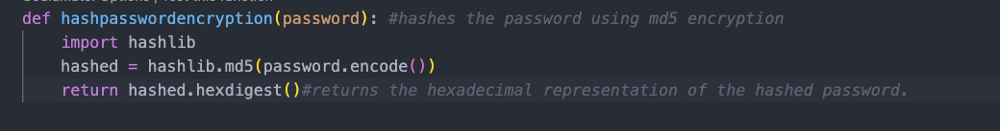 def hashpasswordencryption(password): #hashes the password using md5 encryption
    import hashlib
    hashed = hashlib.md5(password.encode())
    return hashed.hexdigest()#returns the hexadecimal representation of the hashed password.